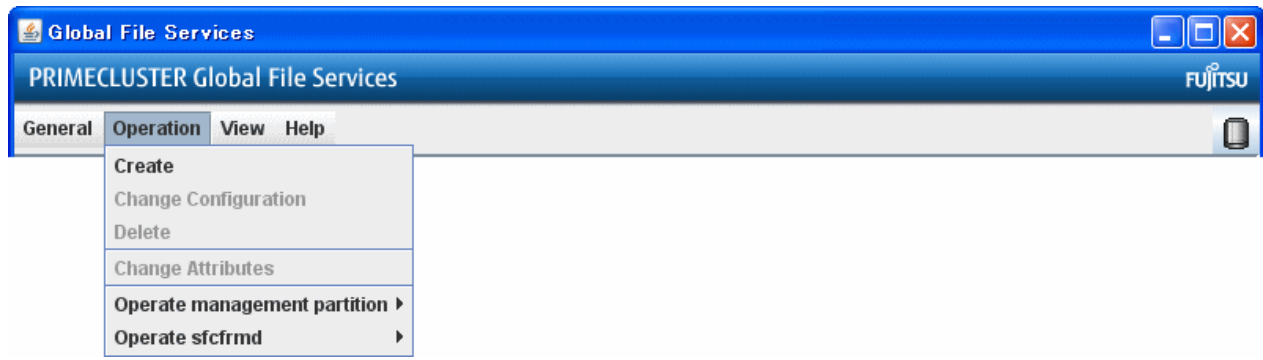 Global File Services
PRIMECLUSTER Global File Services
FUJITSU
General Operation View Help
Create
Change Configuration
Delete
Change Attributes
Operate management partition
Operate sfcfrmd